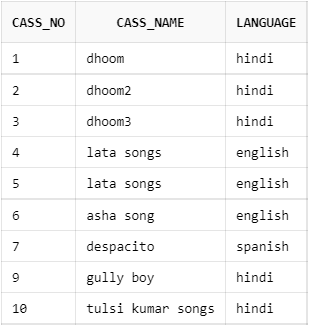 CASS_NO CASS_NAME LANGUAGE
1 dhoom hindi
2 dhoom2 hindi
3 dhoom3 hindi
4 lata songs english
5 lata songs english
6 asha song english
7 despacito spanish
9 gully boy hindi
10 tulsi kumar songs hindi